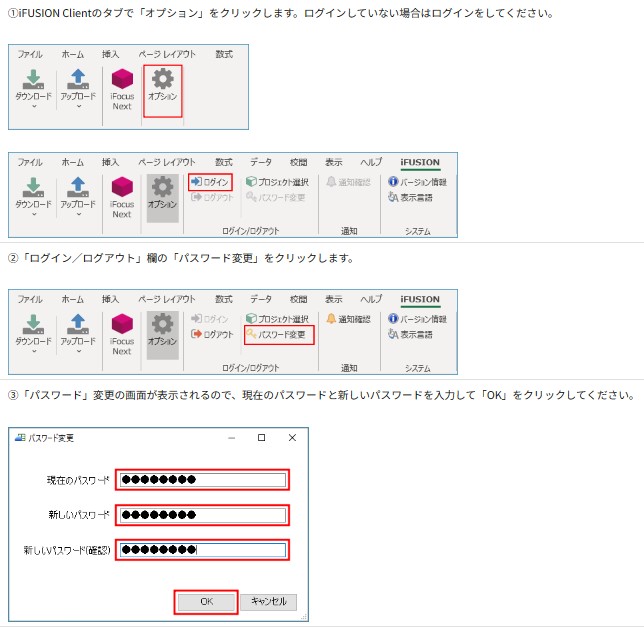 ①iFUSION Clientのタブで「オプション」をクリックします。ログインしていない場合はログインをしてください。
ファイル ホーム 挿入 ページ レイアウト 数式
ダウンロード アップロード iFocus Next オプション
ファイル ホーム 挿入 ページ レイアウト 数式 データ 校閲 表示 ヘルプ iFUSION
ログイン プロジェクト選択 通知確認 バージョン情報
ダウンロード アップロード iFocus Next オプション ログアウト パスワード変更 表示言語
ログイン/ログアウト 通知 システム
②「ログイン／ログアウト」欄の「パスワード変更」をクリックします。
ファイル ホーム 挿入 ページ レイアウト 数式 データ 校閲 表示 ヘルプ iFUSION
ログイン プロジェクト選択 通知確認 バージョン情報
ダウンロード アップロード iFocus Next オプション ログアウト パスワード変更 表示言語
ログイン/ログアウト 通知 システム
③「パスワード」変更の画面が表示されるので、現在のパスワードと新しいパスワードを入力して「OK」をクリックしてください。
パスワード変更
現在のパスワード ●●●●●●●●
新しいパスワード ●●●●●●●●
新しいパスワード(確認) ●●●●●●●●
OK キャンセル